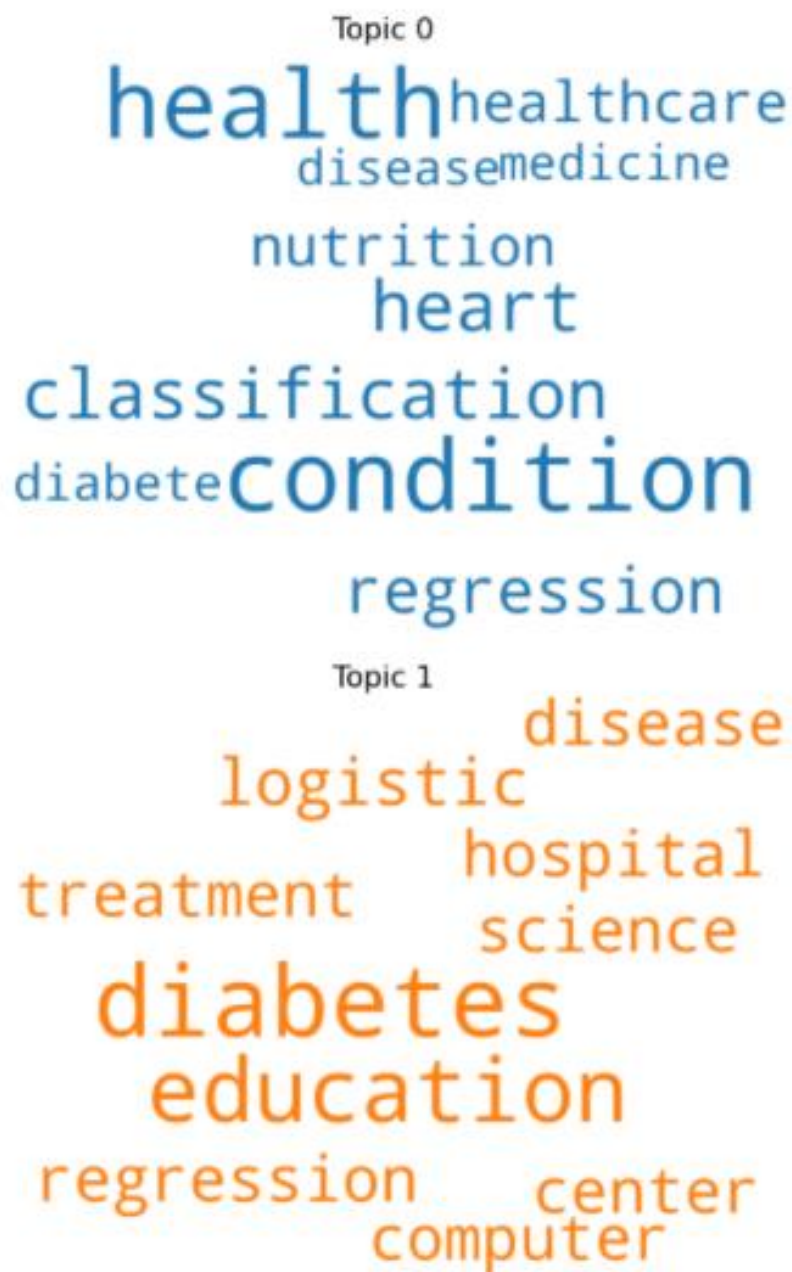 Topic 0
health healthcare
disease medicine
nutrition
heart
classification
diabete condition
regression
Topic 1
disease
logistic
hospital
treatment
science
diabetes
education
regression center
computer